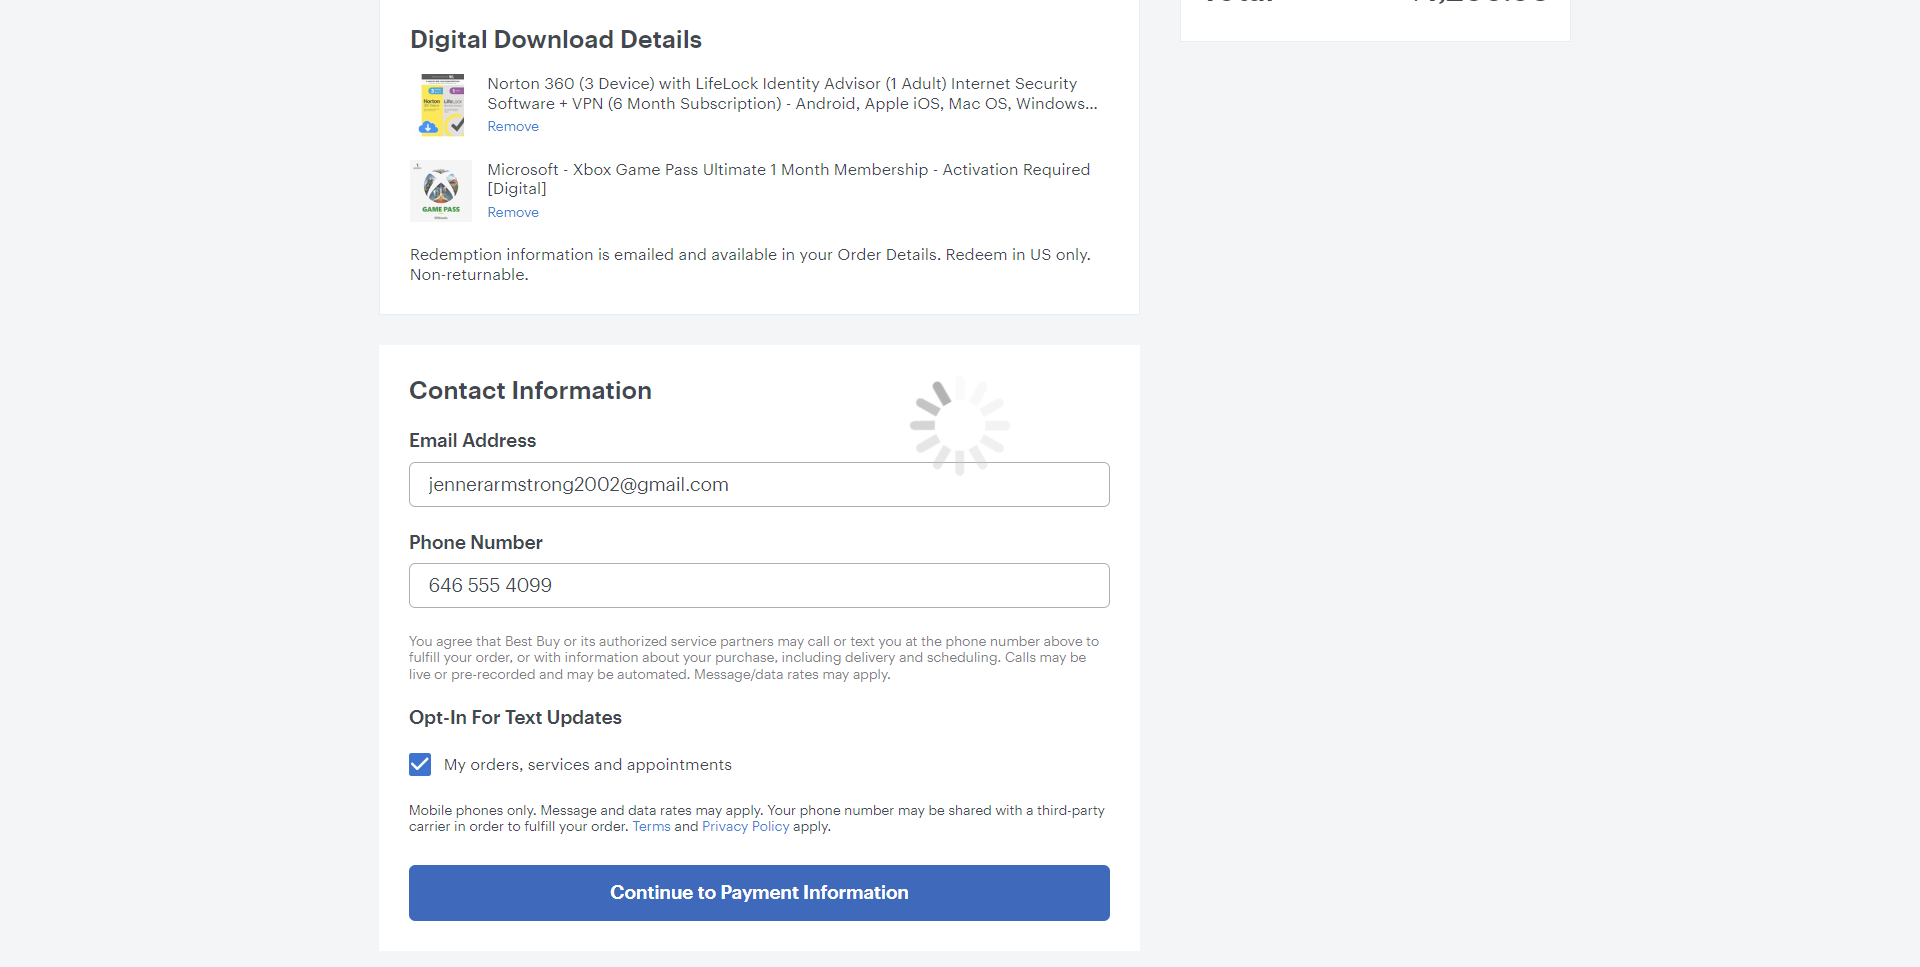 Digital Download Details
Norton 360 (3 Device) with LifeLock Identity Advisor (1 Adult) Internet Security
Software + VPN (6 Month Subscription) - Android, Apple iOS, Mac OS, Windows...
Remove
Microsoft - Xbox Game Pass Ultimate 1 Month Membership - Activation Required
[Digital]
GAME PASS
Remove
Redemption information is emailed and available in your Order Details. Redeem in US only.
Non-returnable.
Contact Information
Email Address
jennerarmstrong2002@gmail.com
Phone Number
646 555 4099
You agree that Best Buy or its authorized service partners may call or text you at the phone number above to
fulfill your order, or with information about your purchase, including delivery and scheduling. Calls may be
live or pre-recorded and may be automated. Message/data rates may apply.
Opt-In For Text Updates
My orders, services and appointments
Mobile phones only. Message and data rates may apply. Your phone number may be shared with a third-party
carrier in order to fulfill your order. Terms and Privacy Policy apply.
Continue to Payment Information